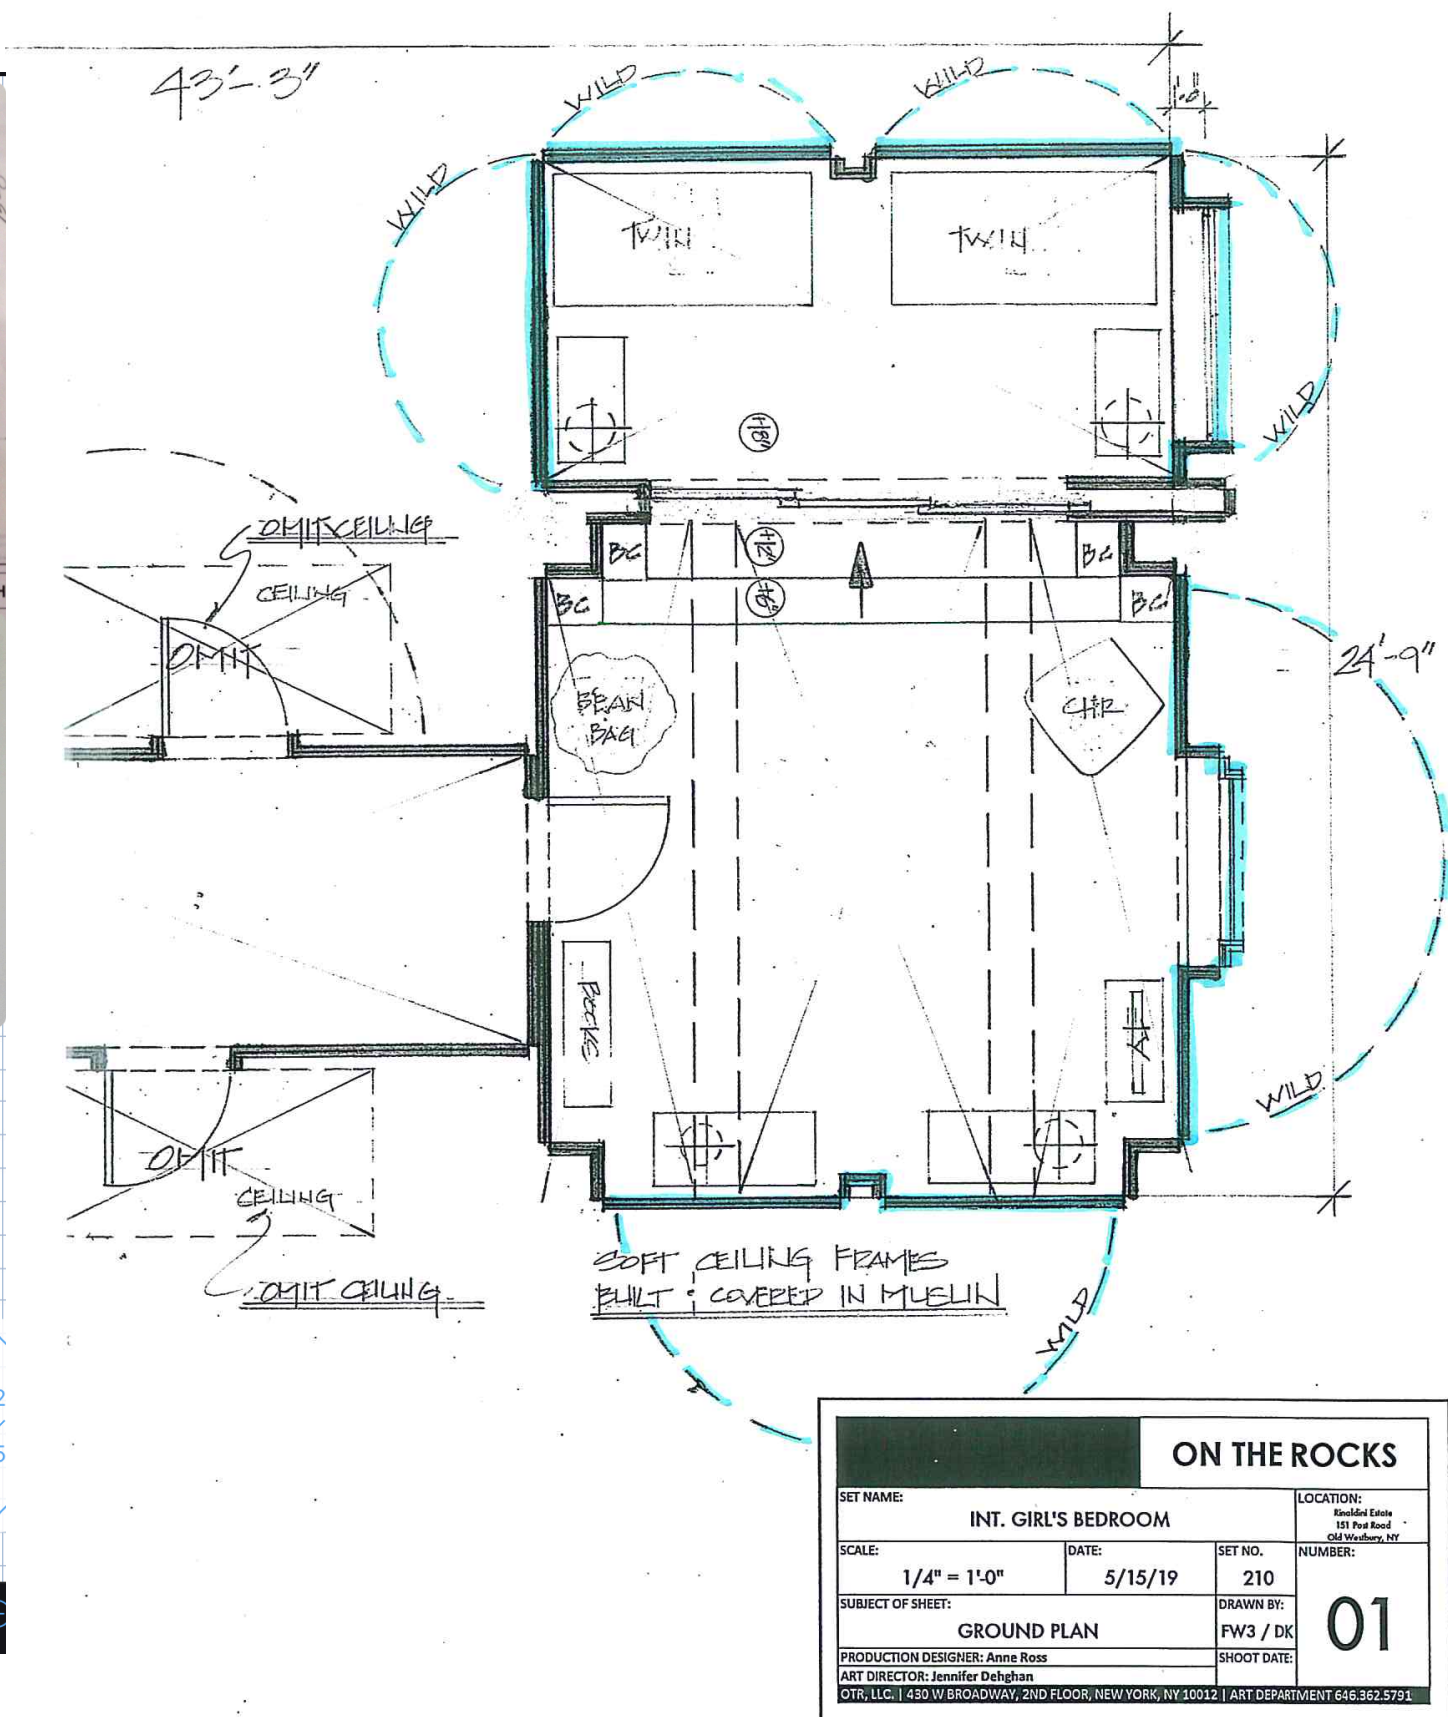 43'-3"
WILD
WILD
1'-0"
WILD
TWIN
TWIN
WILD
+18"
OMIT CEILING
CEILING
OMIT
BC
+12"
BC
BC
+6"
BC
24'-9"
BEAN
BAG
CHR
BOOKS
WILD
OMIT
CEILING
OMIT CEILING
SOFT CEILING FRAMES
BUILT & COVERED IN MUSLIN
WILD
ON THE ROCKS
SET NAME:
INT. GIRL'S BEDROOM
LOCATION:
Rinaldini Estate
151 Post Road
Old Westbury, NY
SCALE:
1/4" = 1'-0"
DATE:
5/15/19
SET NO.
210
NUMBER:
01
SUBJECT OF SHEET:
GROUND PLAN
DRAWN BY:
FW3 / DK
PRODUCTION DESIGNER: Anne Ross
SHOOT DATE:
ART DIRECTOR: Jennifer Dehghan
OTR, LLC. | 430 W BROADWAY, 2ND FLOOR, NEW YORK, NY 10012 | ART DEPARTMENT 646.362.5791